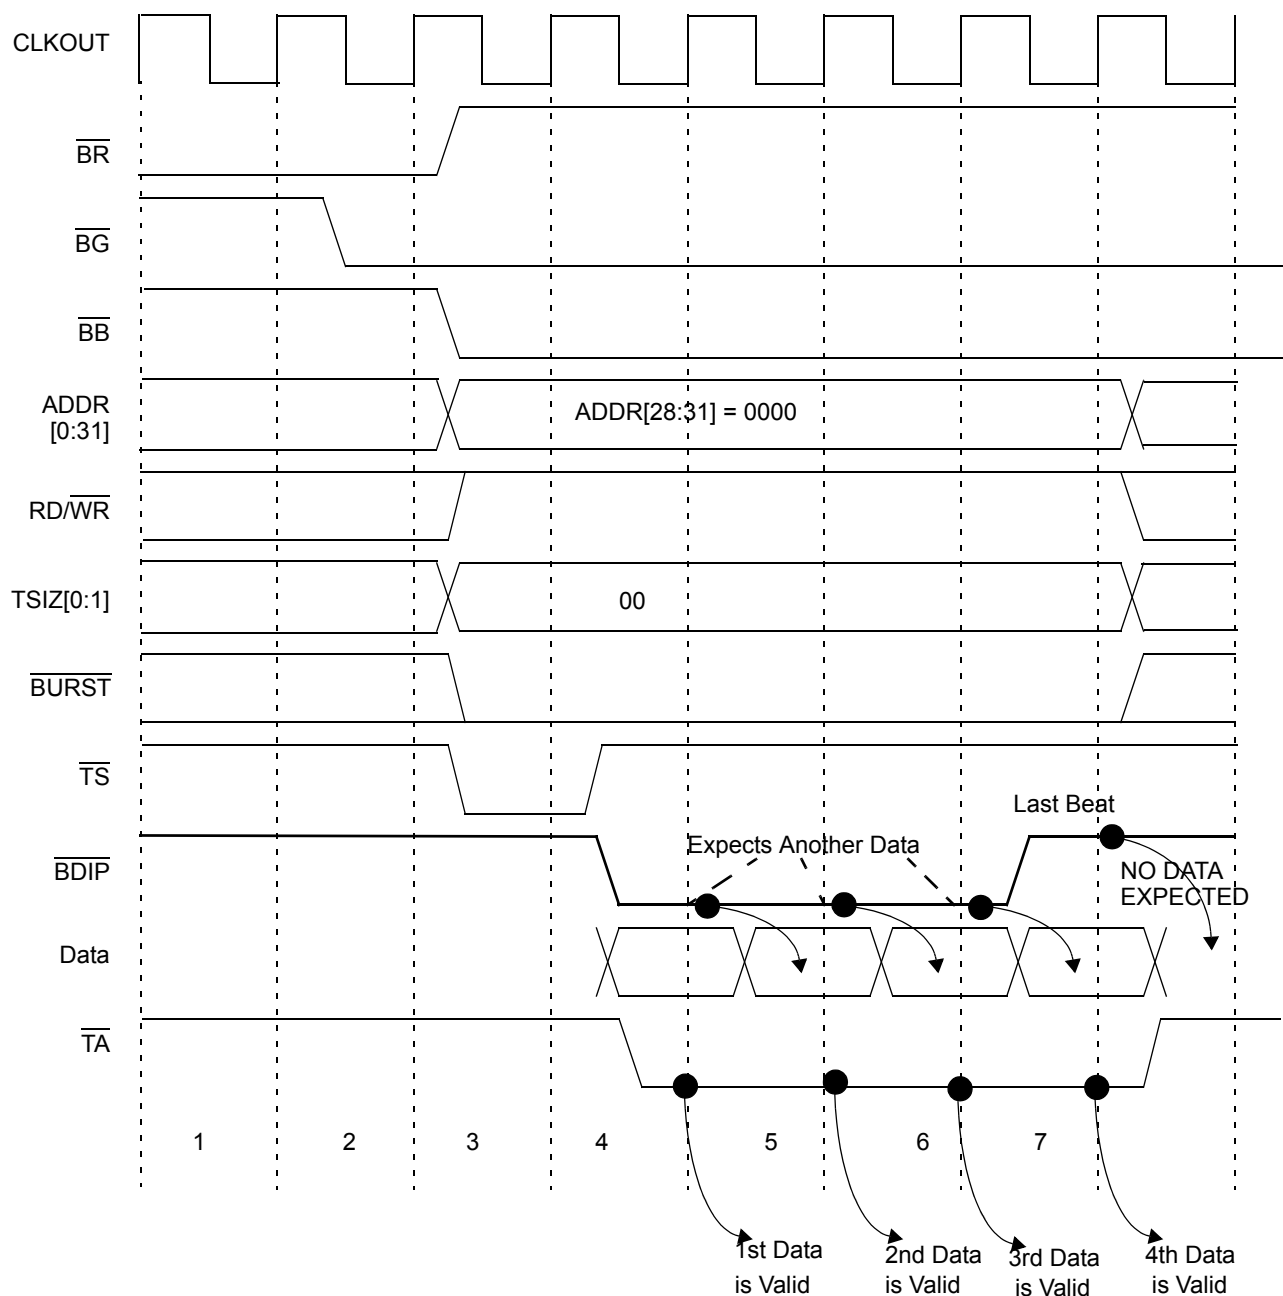 CLKOUT
BR
BG
BB
ADDR
[0:31]
ADDR[28:31] = 0000
RD/WR
TSIZ[0:1]
00
BURST
TS
Last Beat
BDIP
Expects Another Data
NO DATA
EXPECTED
Data
TA
1 2 3 4 5 6 7
1st Data
is Valid
2nd Data
is Valid
3rd Data
is Valid
4th Data
is Valid